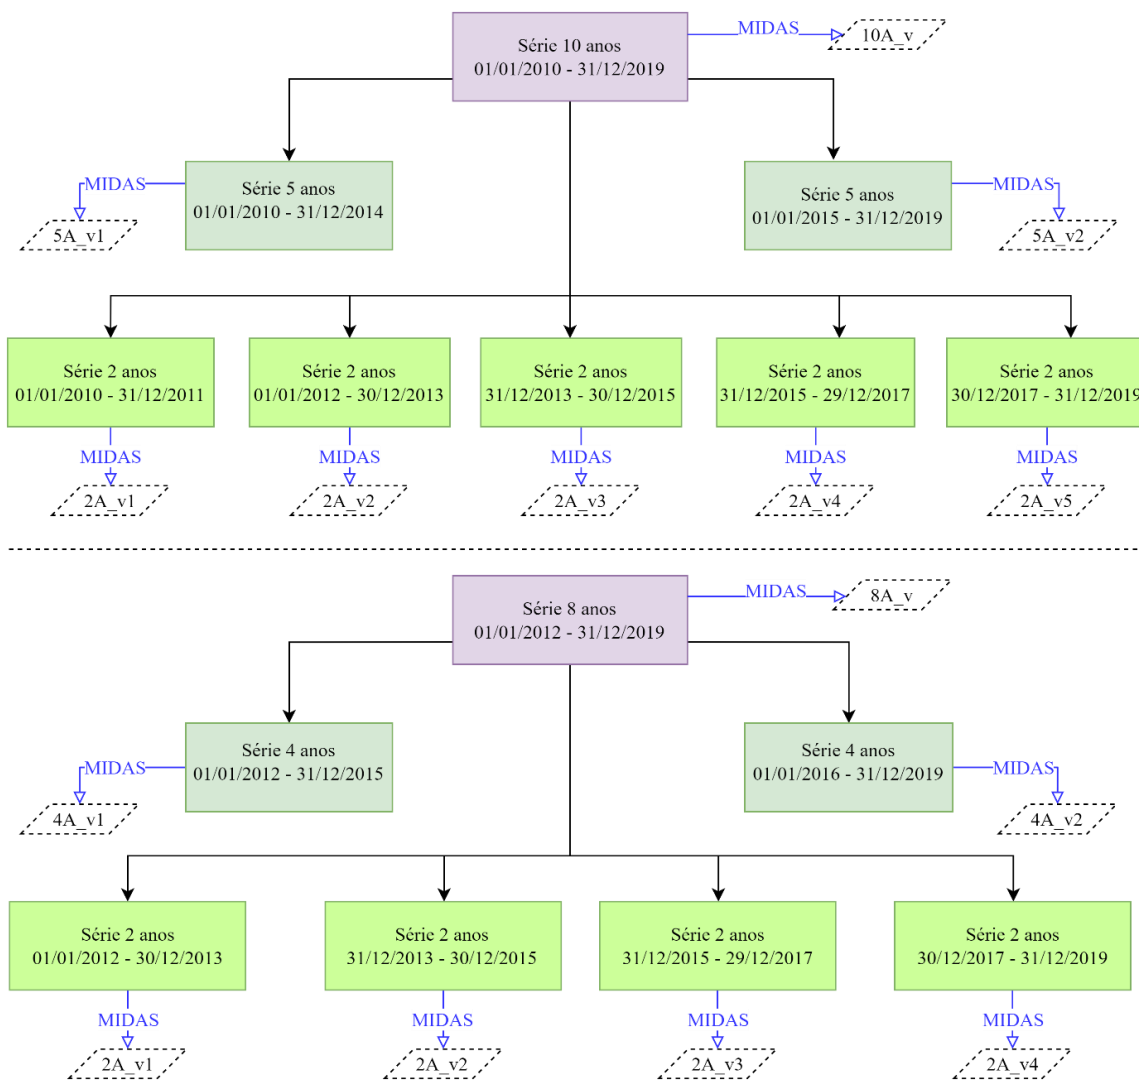 Série 10 anos
01/01/2010 - 31/12/2019
MIDAS
10A_v
Série 5 anos
01/01/2010 - 31/12/2014
MIDAS
5A_v1
Série 5 anos
01/01/2015 - 31/12/2019
MIDAS
5A_v2
Série 2 anos
01/01/2010 - 31/12/2011
MIDAS
2A_v1
Série 2 anos
01/01/2012 - 30/12/2013
MIDAS
2A_v2
Série 2 anos
31/12/2013 - 30/12/2015
MIDAS
2A_v3
Série 2 anos
31/12/2015 - 29/12/2017
MIDAS
2A_v4
Série 2 anos
30/12/2017 - 31/12/2019
MIDAS
2A_v5
Série 8 anos
01/01/2012 - 31/12/2019
MIDAS
8A_v
Série 4 anos
01/01/2012 - 31/12/2015
MIDAS
4A_v1
Série 4 anos
01/01/2016 - 31/12/2019
MIDAS
4A_v2
Série 2 anos
01/01/2012 - 30/12/2013
MIDAS
2A_v1
Série 2 anos
31/12/2013 - 30/12/2015
MIDAS
2A_v2
Série 2 anos
31/12/2015 - 29/12/2017
MIDAS
2A_v3
Série 2 anos
30/12/2017 - 31/12/2019
MIDAS
2A_v4